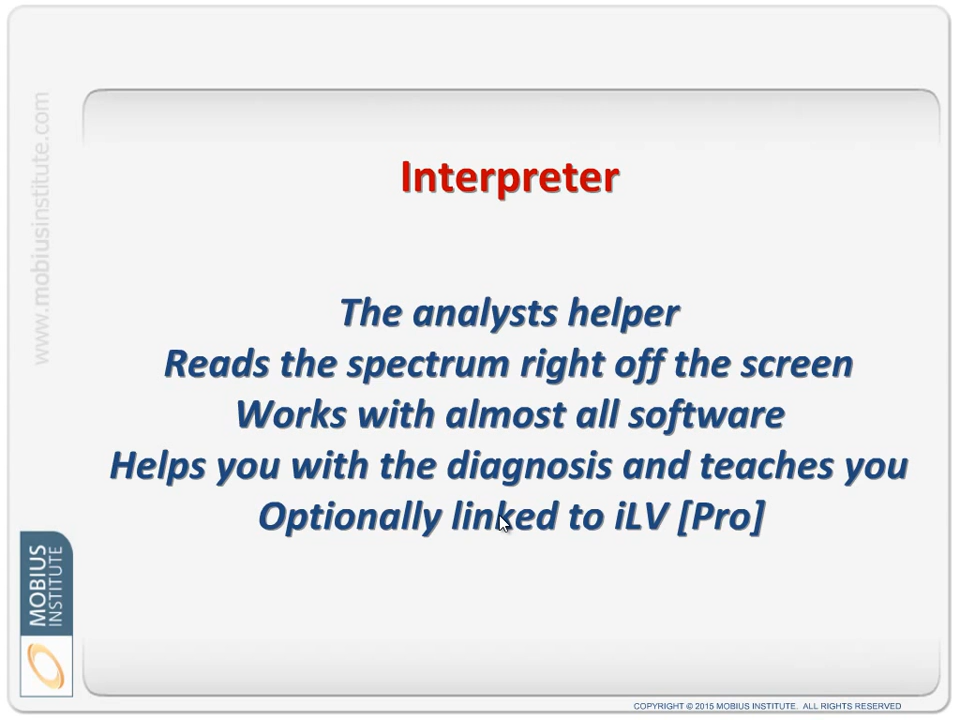 www.mobiusinstitute.com
Interpreter
The analysts helper
Reads the spectrum right off the screen
Works with almost all software
Helps you with the diagnosis and teaches you
Optionally linked to iLV [Pro]
MOBIUS
INSTITUTE
COPYRIGHT © 2015 MOBIUS INSTITUTE. ALL RIGHTS RESERVED